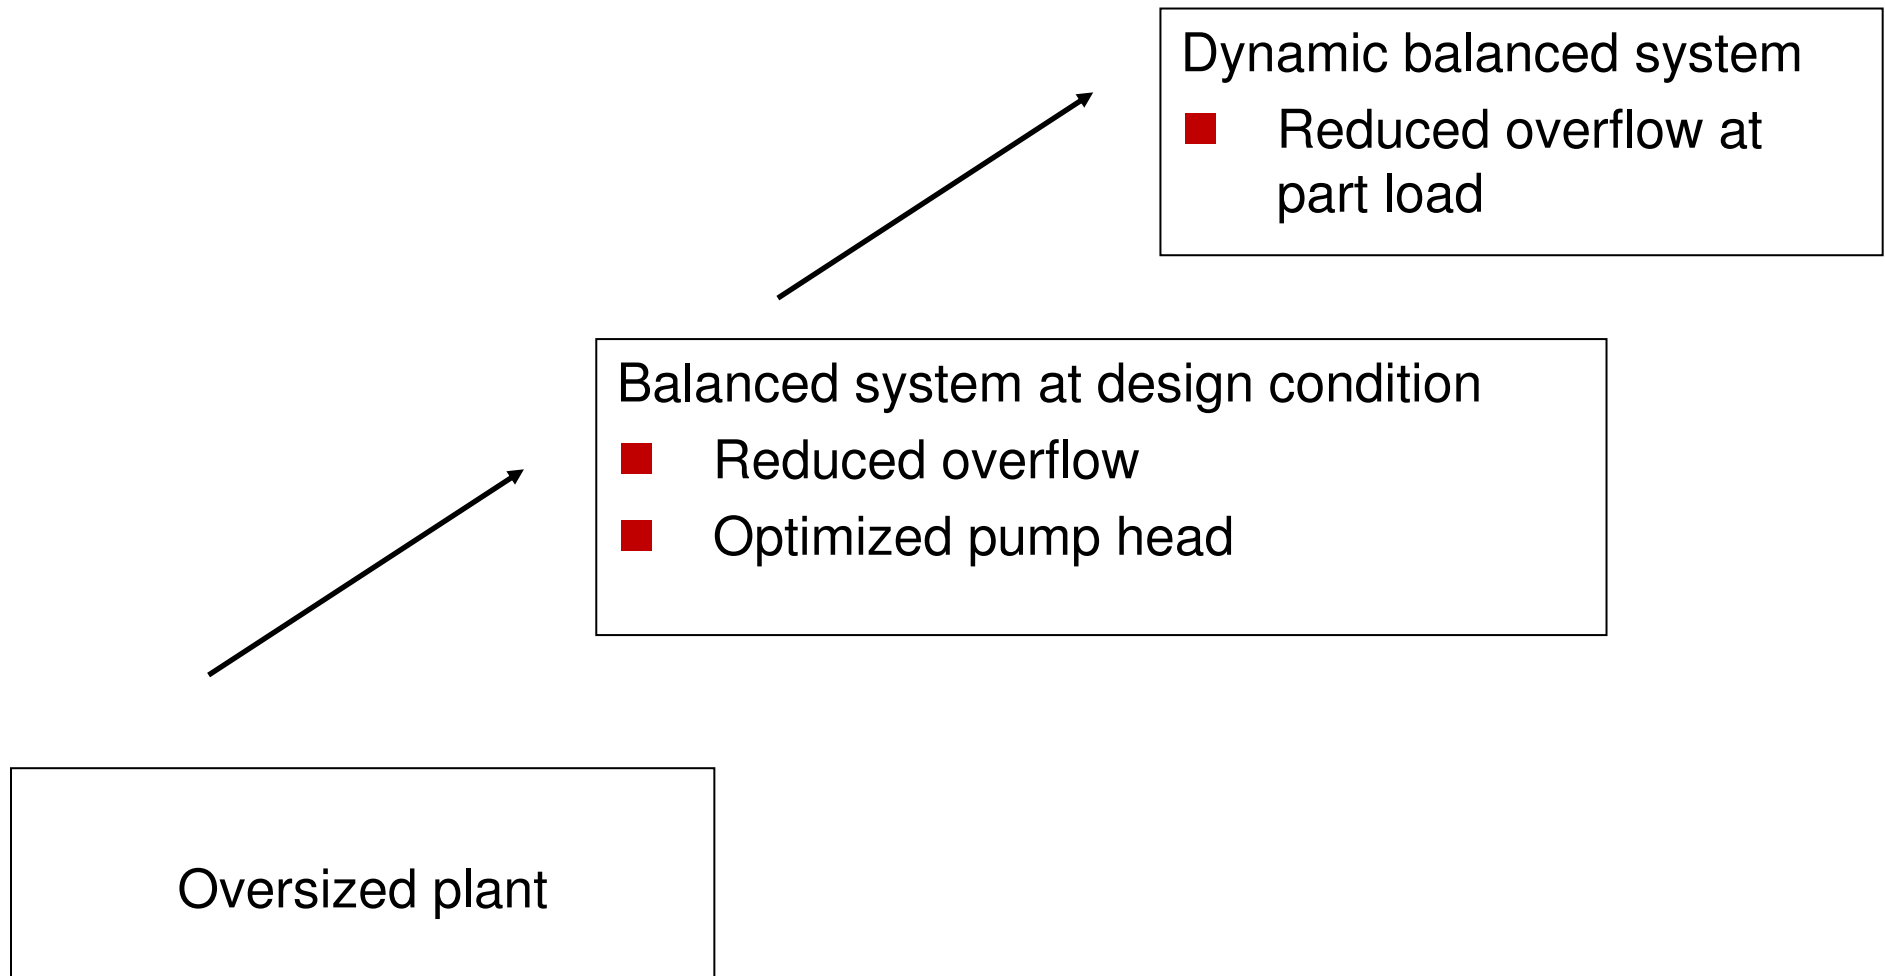 Dynamic balanced system
Reduced overflow at
part load
Balanced system at design condition
Reduced overflow
Optimized pump head
Oversized plant